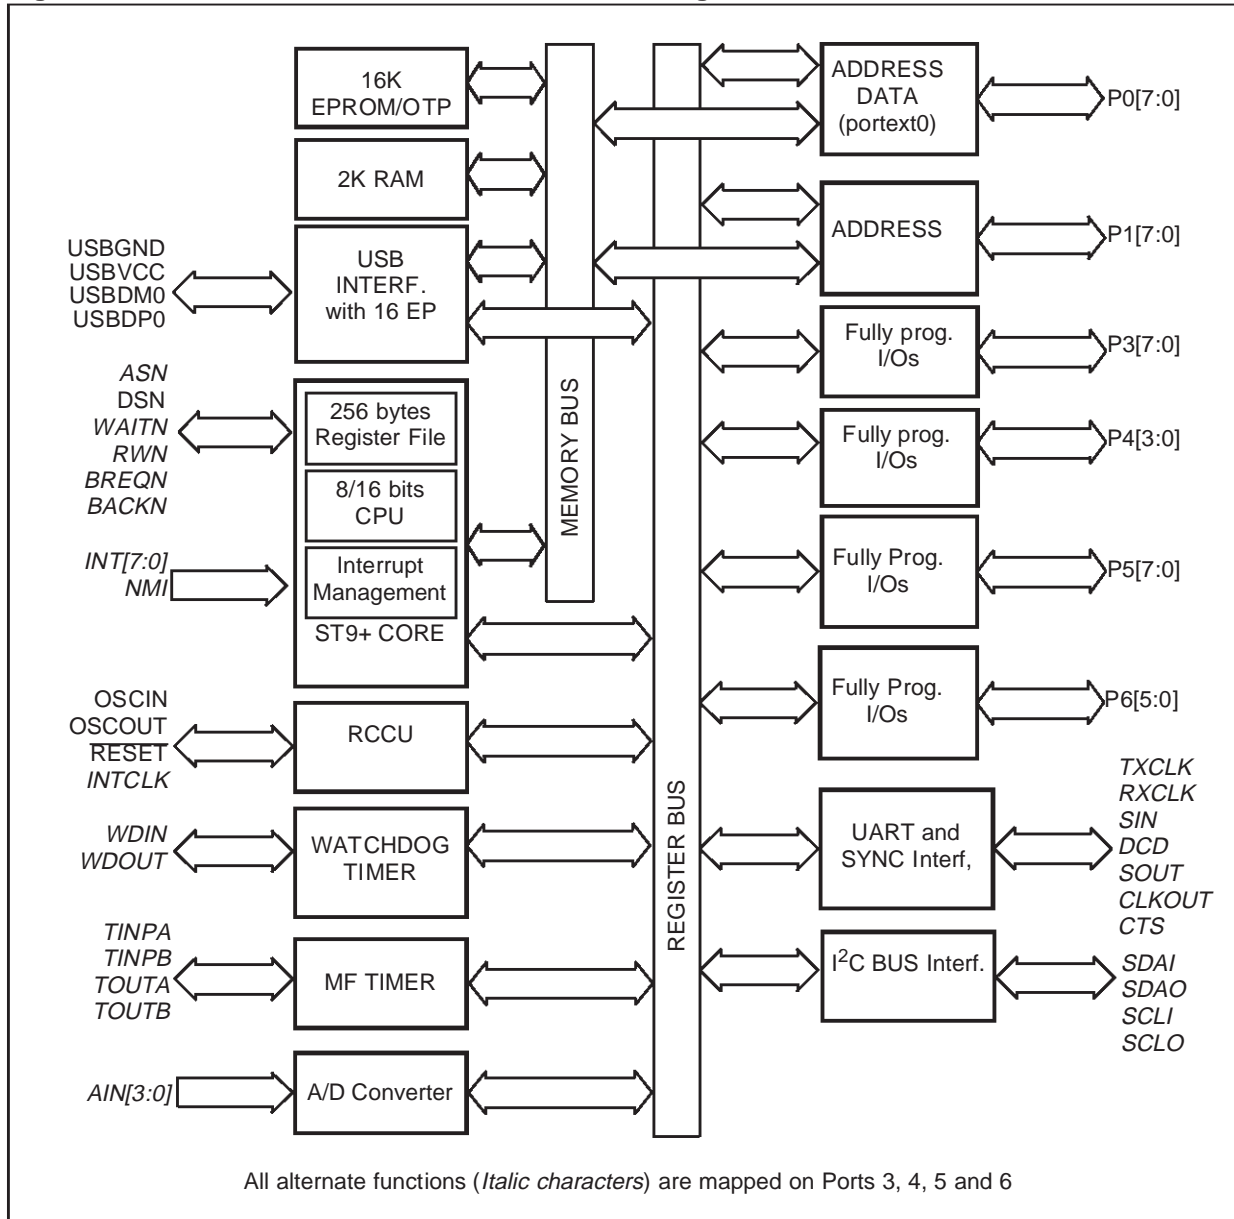 16K
EPROM/OTP
2K RAM
USBGND
USBVCC
USBDM0
USBDP0
USB
INTERF.
with 16 EP
ASN
DSN
WAITN
RWN
BREQN
BACKN
INT[7:0]
NMI
256 bytes
Register File
8/16 bits
CPU
Interrupt
Management
ST9+ CORE
OSCIN
OSCOUT
RESET
INTCLK
RCCU
WDIN
WDOUT
WATCHDOG
TIMER
TINPA
TINPB
TOUTA
TOUTB
MF TIMER
AIN[3:0]
A/D Converter
MEMORY BUS
REGISTER BUS
ADDRESS
DATA
(portext0)
P0[7:0]
ADDRESS
P1[7:0]
Fully prog.
I/Os
P3[7:0]
Fully prog.
I/Os
P4[3:0]
Fully Prog.
I/Os
P5[7:0]
Fully Prog.
I/Os
P6[5:0]
UART and
SYNC Interf,
TXCLK
RXCLK
SIN
DCD
SOUT
CLKOUT
CTS
I²C BUS Interf.
SDAI
SDAO
SCLI
SCLO
All alternate functions (Italic characters) are mapped on Ports 3, 4, 5 and 6